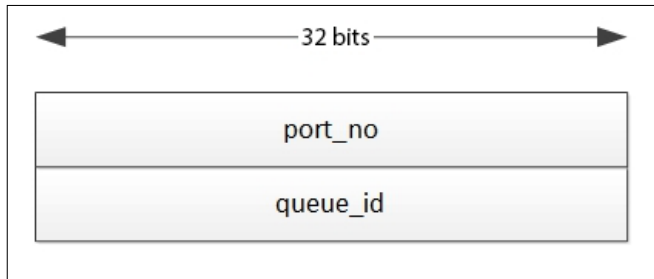 32 bits
port_no
queue_id